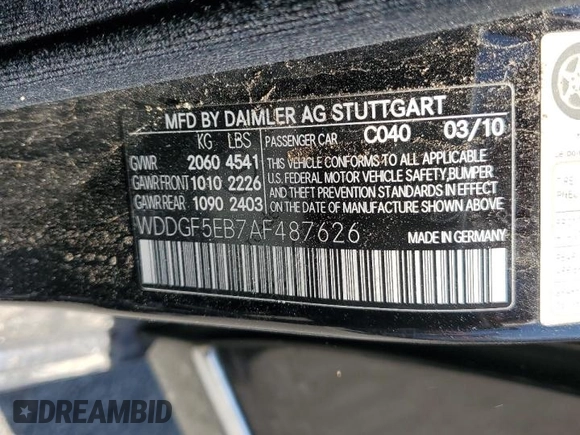 MFD BY DAIMLER AG STUTTGART
KG LBS PASSENGER CAR C040 03/10
GVWR 2060 4541 THIS VEHICLE CONFORMS TO ALL APPLICABLE
GAWR FRONT 1010 2226 U.S. FEDERAL MOTOR VEHICLE SAFETY, BUMPER
GAWR REAR 1090 2403 AND THEFT PREVENTION STANDARDS IN EFFECT
ON THE DATE OF MANUFACTURE SHOWN ABOVE.
WDDGF5EB7AF487626
MADE IN GERMANY
DREAMBID